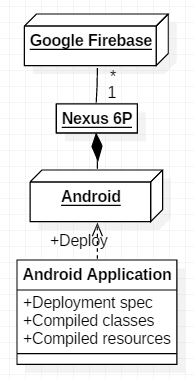 Google Firebase
*
1
Nexus 6P
Android
+Deploy
Android Application
+Deployment spec
+Compiled classes
+Compiled resources